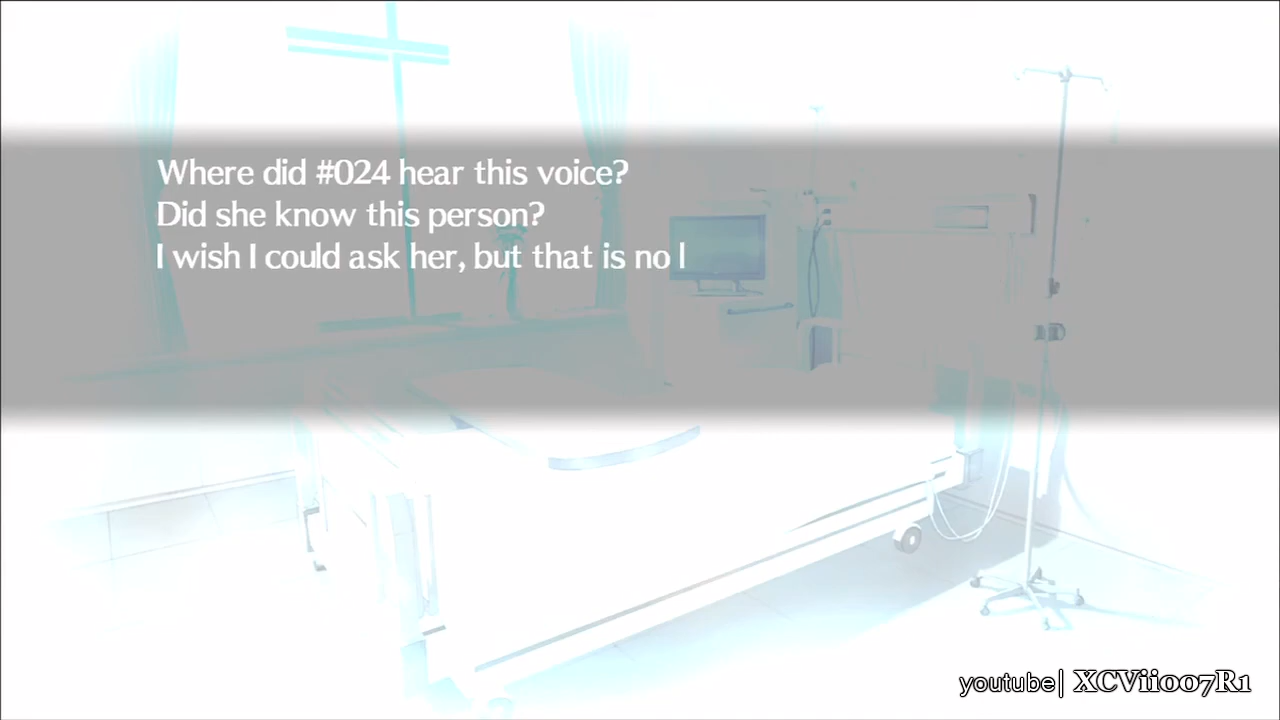 Where did #024 hear this voice?
Did she know this person?
I wish I could ask her, but that is no l
youtube| XCVii007R1